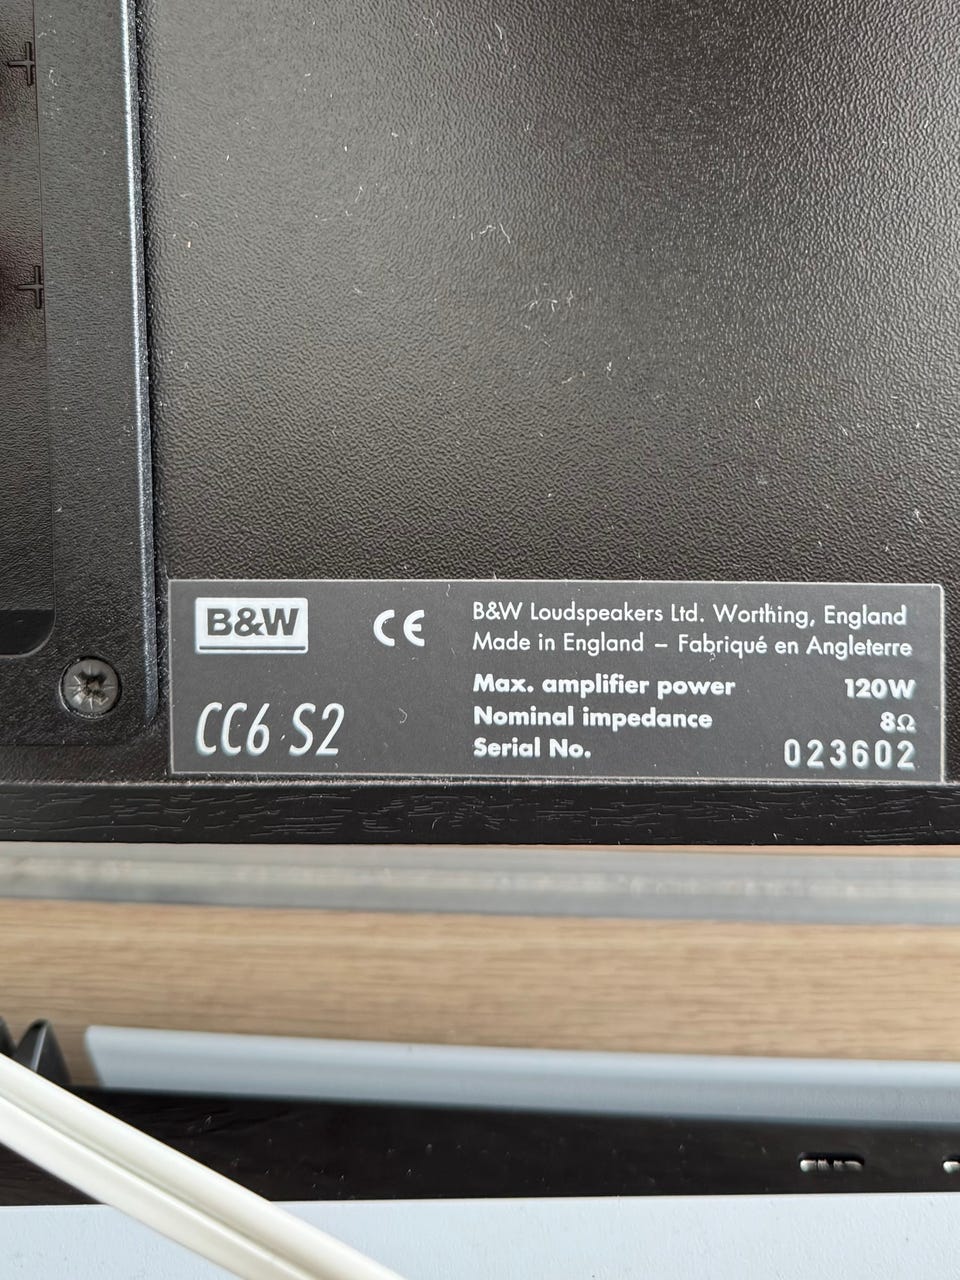 B&W
CE
B&W Loudspeakers Ltd. Worthing, England
Made in England – Fabriqué en Angleterre
CC6 S2
Max. amplifier power 120W
Nominal impedance 8Ω
Serial No. 023602